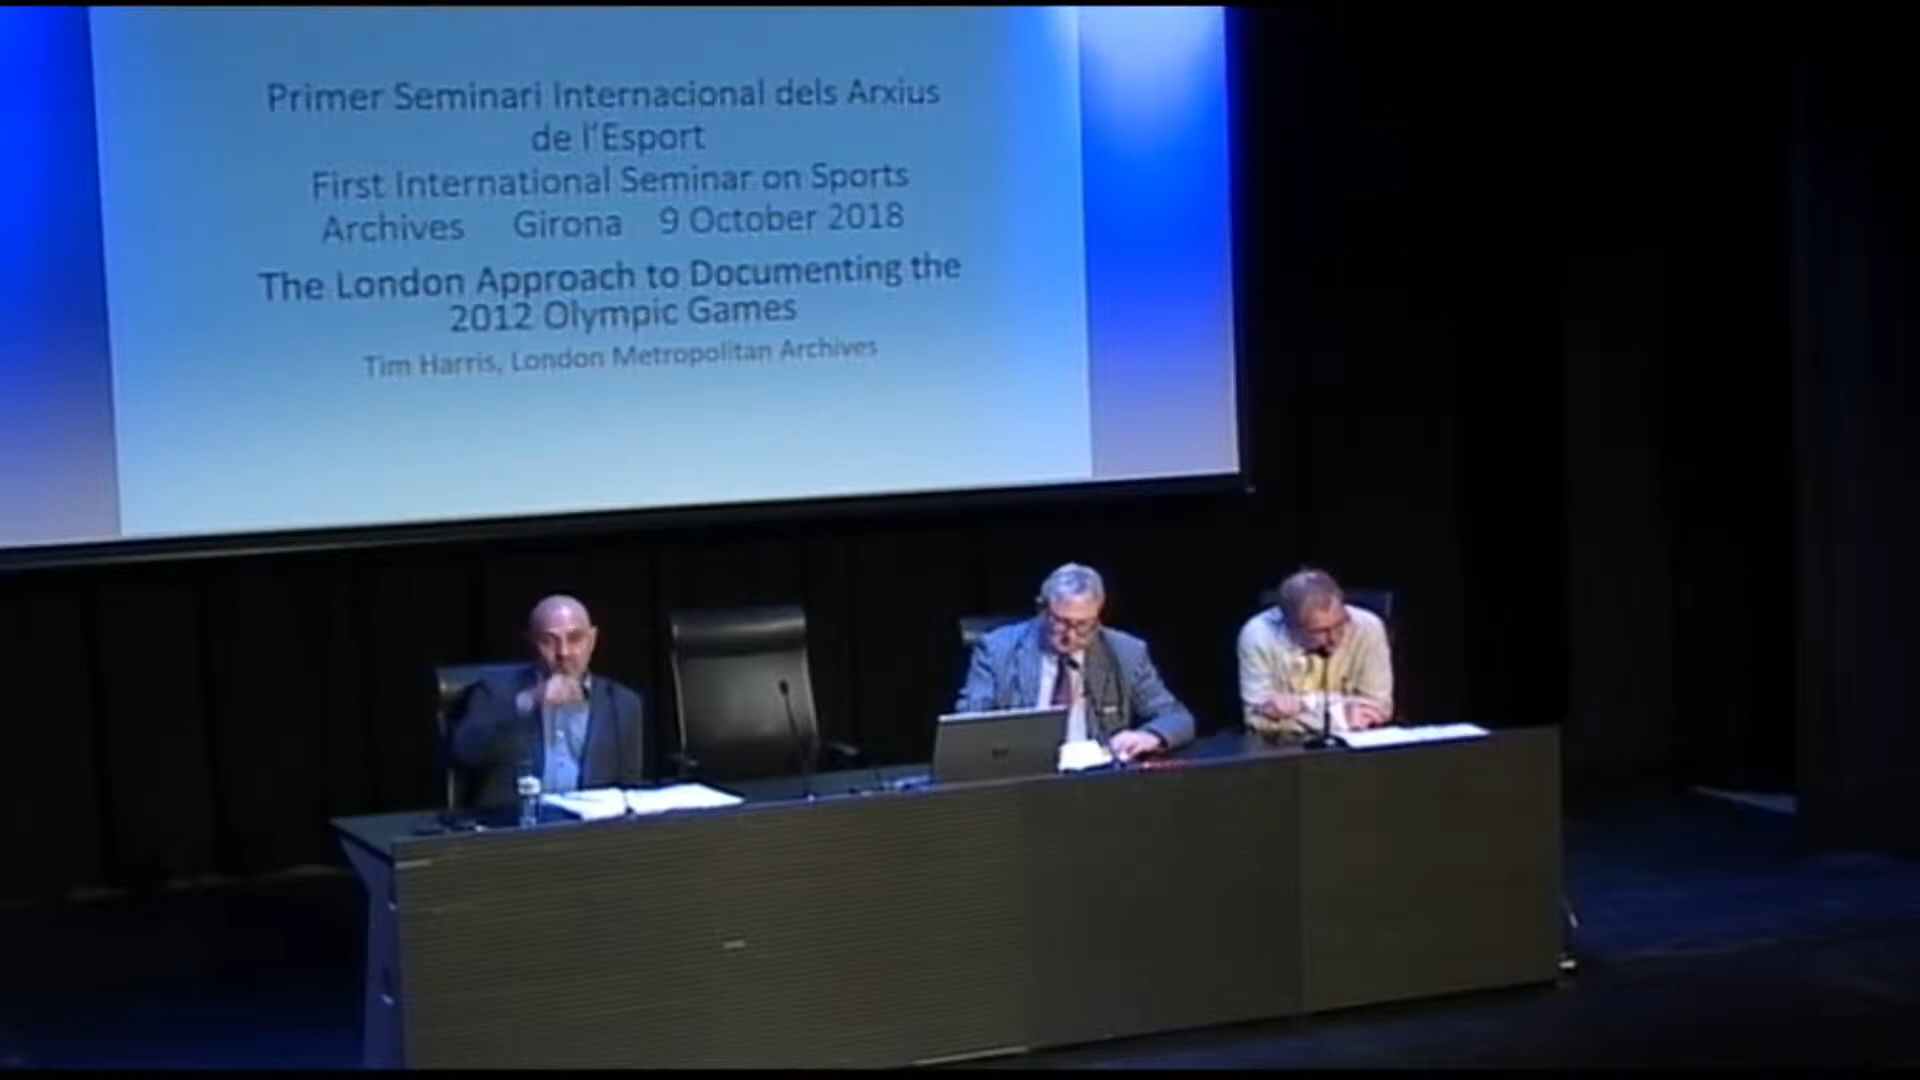 Primer Seminari Internacional dels Arxius
de l'Esport
First International Seminar on Sports
Archives Girona 9 October 2018
The London Approach to Documenting the
2012 Olympic Games
Tim Harris, London Metropolitan Archives